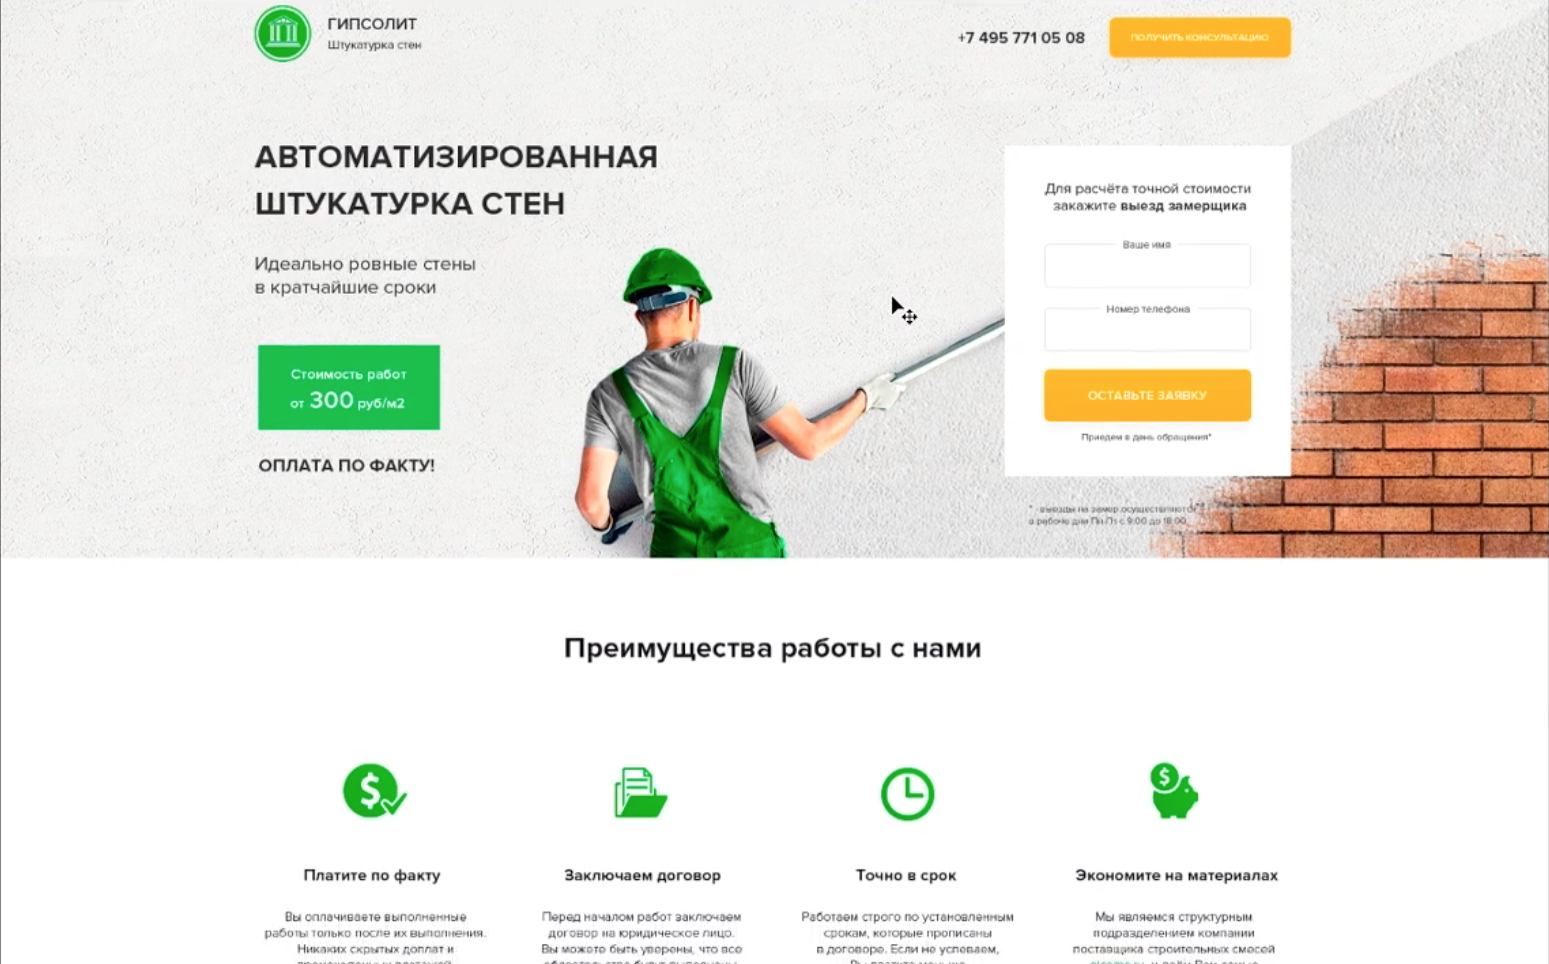 ГИПСОЛИТ
Штукатурка стен
+7 495 771 05 08
ПОЛУЧИТЬ КОНСУЛЬТАЦИЮ
АВТОМАТИЗИРОВАННАЯ
ШТУКАТУРКА СТЕН
Идеально ровные стены
в кратчайшие сроки
Стоимость работ
от 300 руб/м2
ОПЛАТА ПО ФАКТУ!
Для расчёта точной стоимости
закажите выезд замерщика
Ваше имя
Номер телефона
ОСТАВЬТЕ ЗАЯВКУ
Приедем в день обращения*
* - выезды на замер осуществляются
в рабочие дни Пн-Пт с 9:00 до 18:00
Преимущества работы с нами
Платите по факту
Вы оплачиваете выполненные
работы только после их выполнения.
Никаких скрытых доплат и
Заключаем договор
Перед началом работ заключаем
договор на юридическое лицо.
Вы можете быть уверены, что все
Точно в срок
Работаем строго по установленным
срокам, которые прописаны
в договоре. Если не успеваем,
Экономите на материалах
Мы являемся структурным
подразделением компании
поставщика строительных смесей